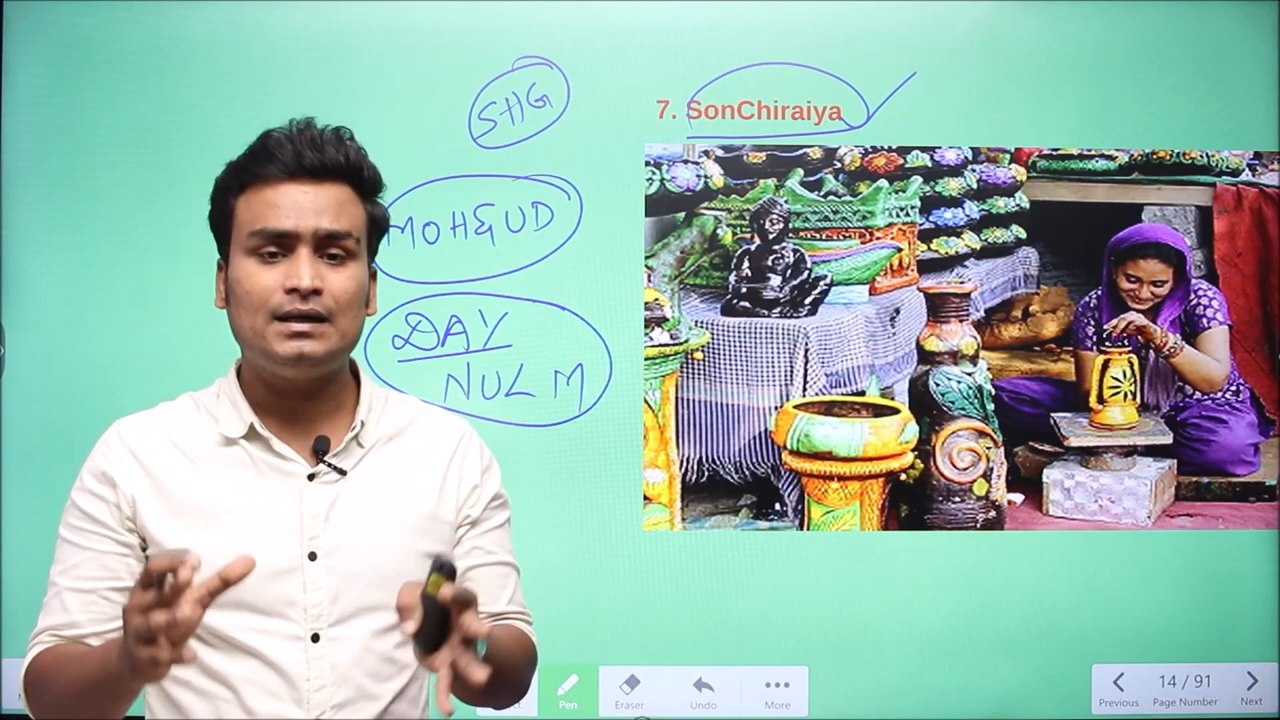 SHG
7. SonChiraiya
MOH&UD
DAY
NULM
Pen
Eraser
Undo
More
Previous
14 / 91
Page Number
Next